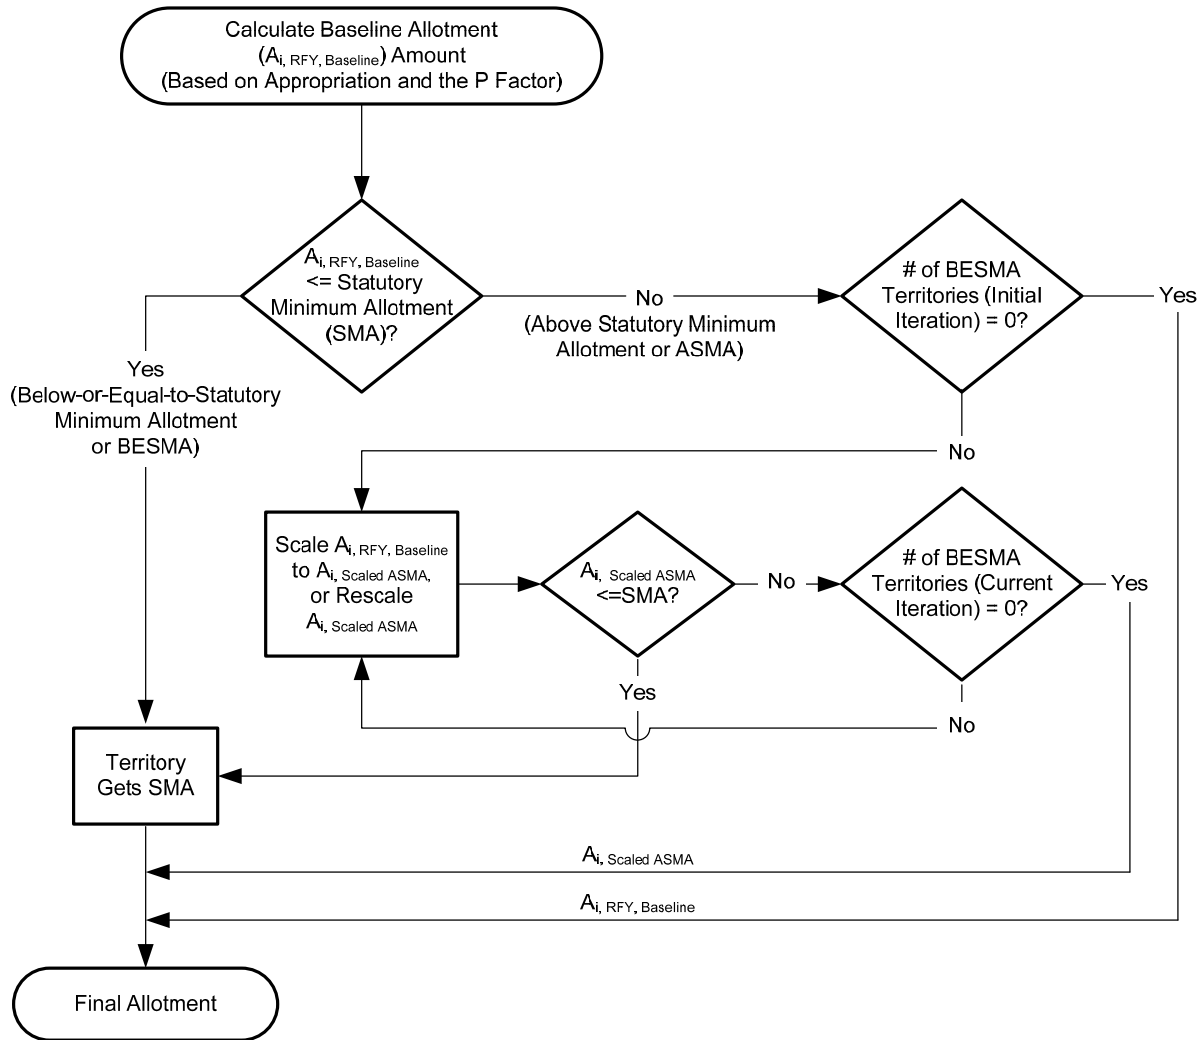 Calculate Baseline Allotment
(Ai, RFY, Baseline) Amount
(Based on Appropriation and the P Factor)
Ai, RFY, Baseline
<= Statutory
Minimum Allotment
(SMA)?
No
(Above Statutory Minimum
Allotment or ASMA)
# of BESMA
Territories (Initial
Iteration) = 0?
Yes
Yes
(Below-or-Equal-to-Statutory
Minimum Allotment
or BESMA)
No
Scale Ai, RFY, Baseline
to Ai, Scaled ASMA,
or Rescale
Ai, Scaled ASMA
Ai, Scaled ASMA
<=SMA?
No
# of BESMA
Territories (Current
Iteration) = 0?
Yes
Yes
No
Territory
Gets SMA
Ai, Scaled ASMA
Ai, RFY, Baseline
Final Allotment